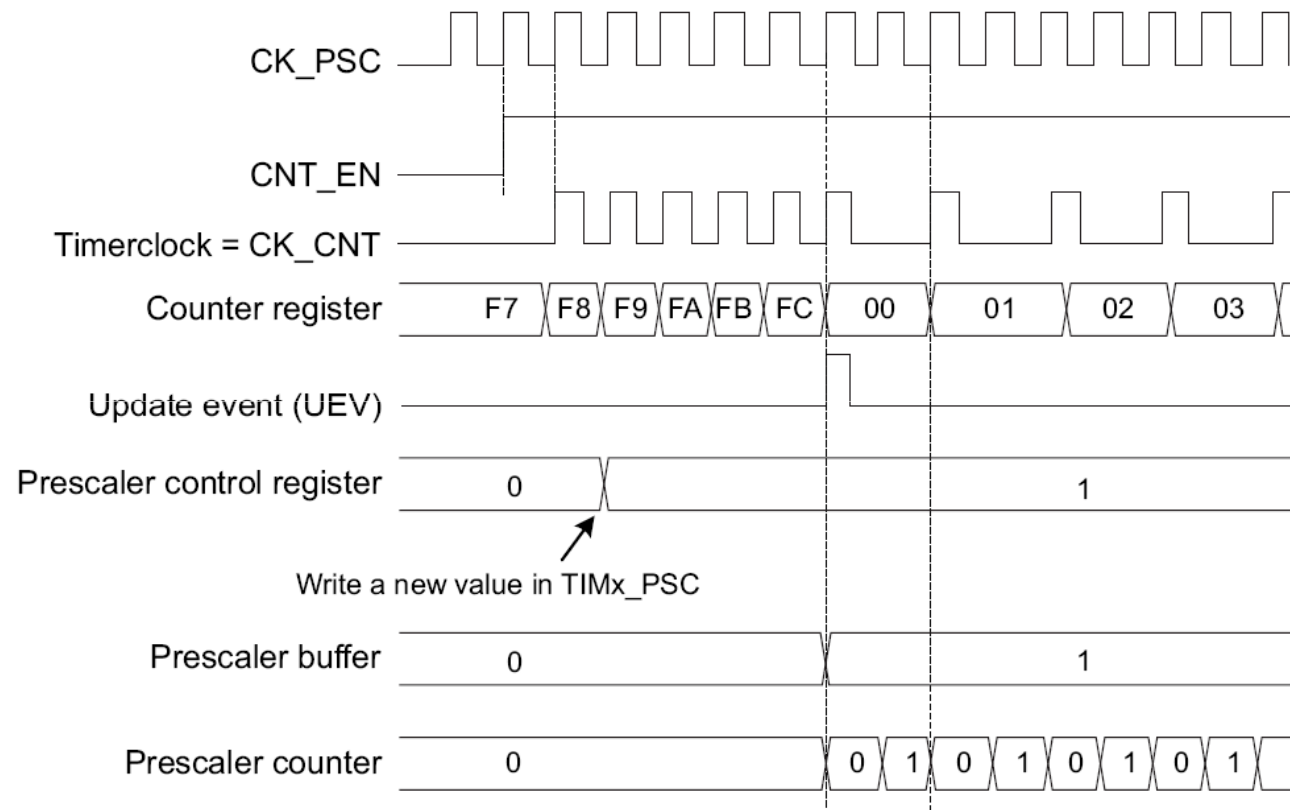 CK_PSC
CNT_EN
Timerclock = CK_CNT
Counter register F7 F8 F9 FA FB FC 00 01 02 03
Update event (UEV)
Prescaler control register 0 1
Write a new value in TIMx_PSC
Prescaler buffer 0 1
Prescaler counter 0 0 1 0 1 0 1 0 1